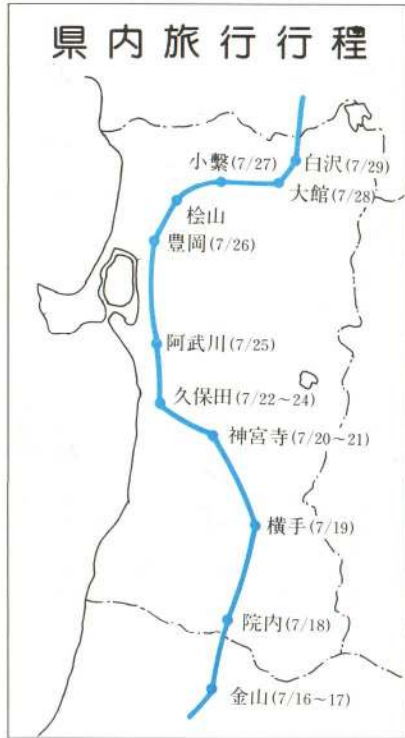 県内旅行行程
小繋(7/27)
白沢(7/29)
大館(7/28)
桧山
豊岡(7/26)
阿武川(7/25)
久保田(7/22~24)
神宮寺(7/20~21)
横手(7/19)
院内(7/18)
金山(7/16~17)